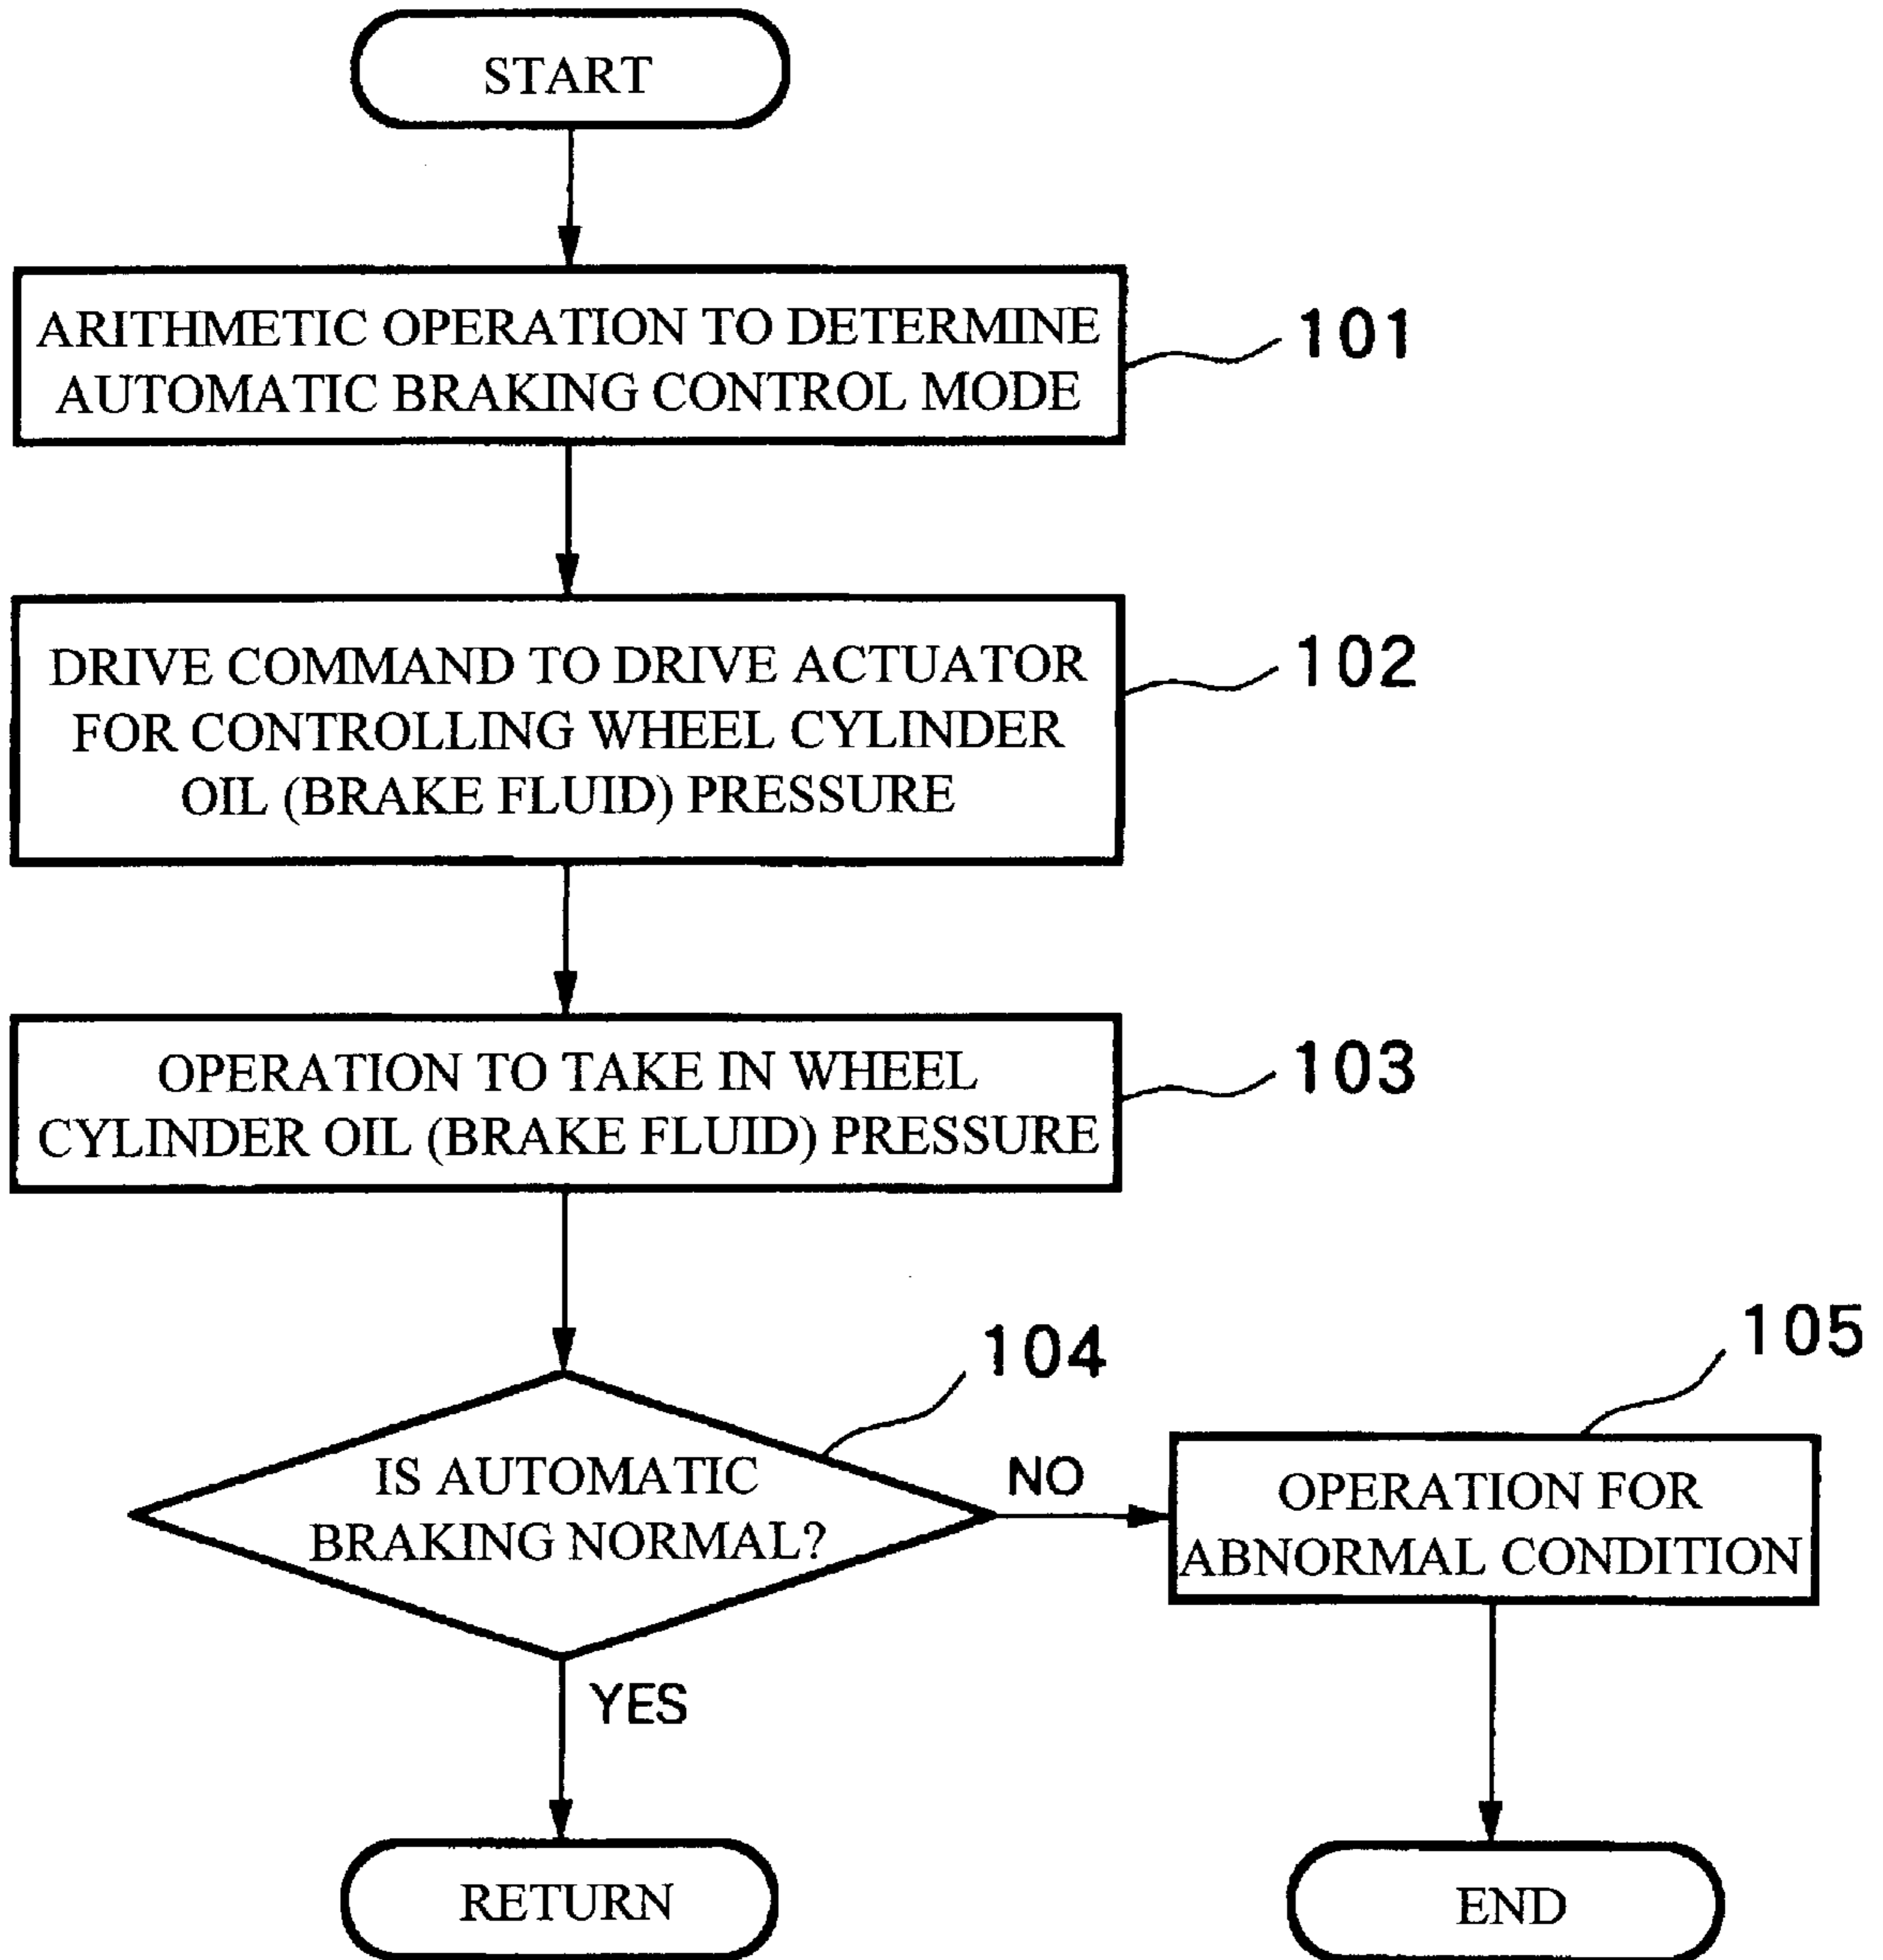 START
ARITHMETIC OPERATION TO DETERMINE
AUTOMATIC BRAKING CONTROL MODE
101
DRIVE COMMAND TO DRIVE ACTUATOR
FOR CONTROLLING WHEEL CYLINDER
OIL (BRAKE FLUID) PRESSURE
102
OPERATION TO TAKE IN WHEEL
CYLINDER OIL (BRAKE FLUID) PRESSURE
103
IS AUTOMATIC
BRAKING NORMAL?
104
NO
OPERATION FOR
ABNORMAL CONDITION
105
YES
RETURN
END